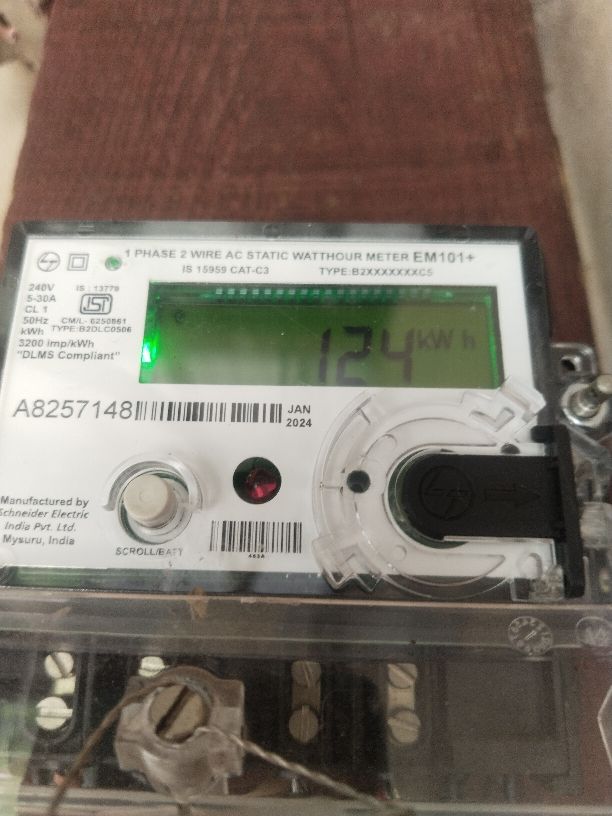 1 PHASE 2 WIRE AC STATIC WATTHOUR METER EM101+
IS 15959 CAT-C3 TYPE:B2XXXXXXXC5
240V IS : 13779
5-30A
CL 1
50Hz CM/L- 6250861
kWh TYPE:B2DLC0506
3200 imp/kWh
"DLMS Compliant"
124 kW h
A8257148
JAN
2024
Manufactured by
Schneider Electric
India Pvt. Ltd.
Mysuru, India
SCROLL/BATT